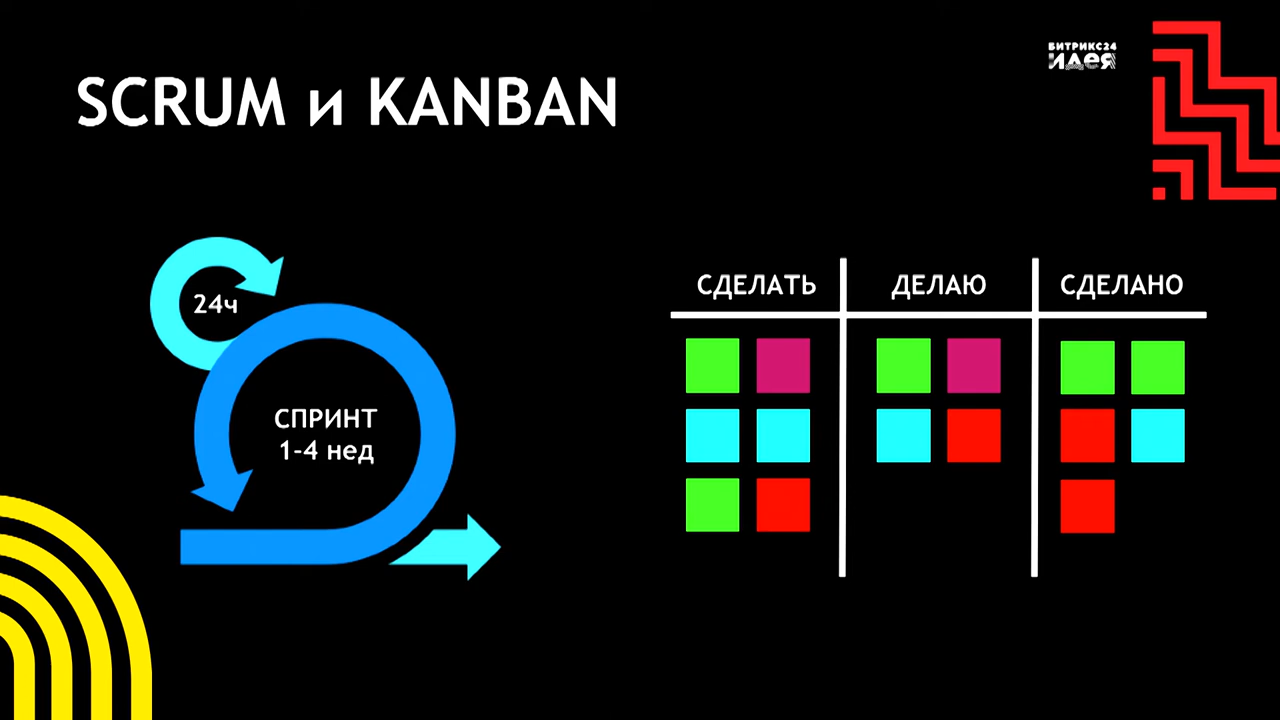 БИТРИКС24
идея
SCRUM и KANBAN
24ч
СПРИНТ
1-4 нед
СДЕЛАТЬ
ДЕЛАЮ
СДЕЛАНО